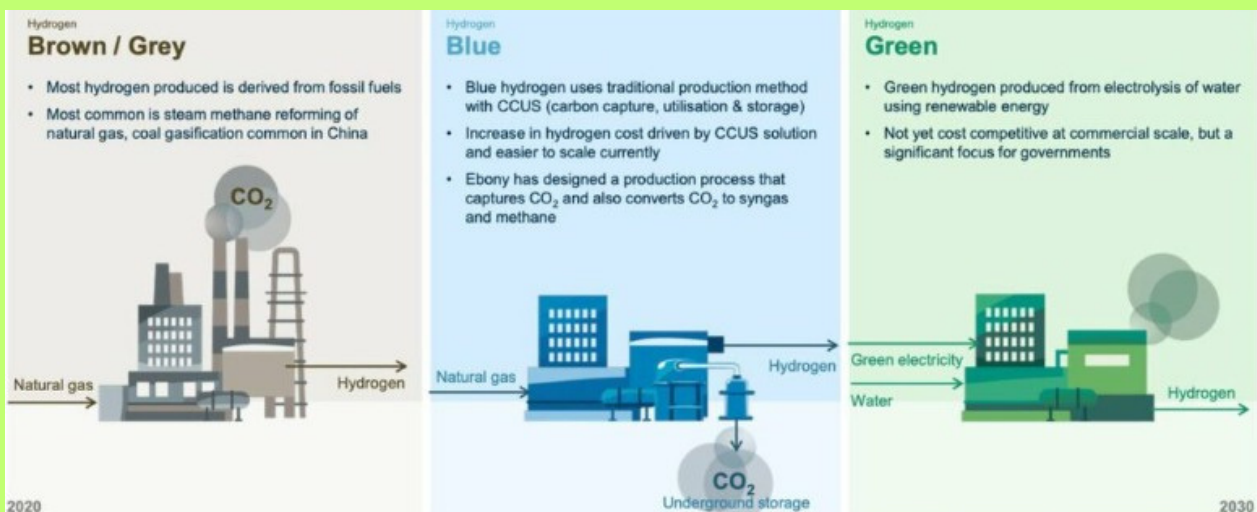 Hydrogen
Brown / Grey
• Most hydrogen produced is derived from fossil fuels
• Most common is steam methane reforming of
natural gas, coal gasification common in China
CO₂
Natural gas
Hydrogen
2020
Hydrogen
Blue
• Blue hydrogen uses traditional production method
with CCUS (carbon capture, utilisation & storage)
• Increase in hydrogen cost driven by CCUS solution
and easier to scale currently
• Ebony has designed a production process that
captures CO₂ and also converts CO₂ to syngas
and methane
Natural gas
Hydrogen
CO₂
Underground storage
Hydrogen
Green
• Green hydrogen produced from electrolysis of water
using renewable energy
• Not yet cost competitive at commercial scale, but a
significant focus for governments
Green electricity
Water
Hydrogen
2030